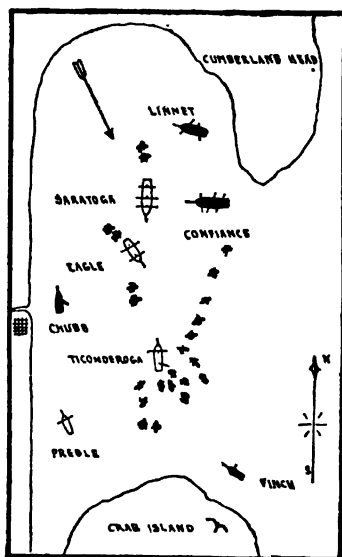 CUMBERLAND HEAD
LINNET
SARATOGA
CONFIANCE
EAGLE
CHUBB
TICONDEROGA
N
PREBLE
S
FINCH
CRAB ISLAND